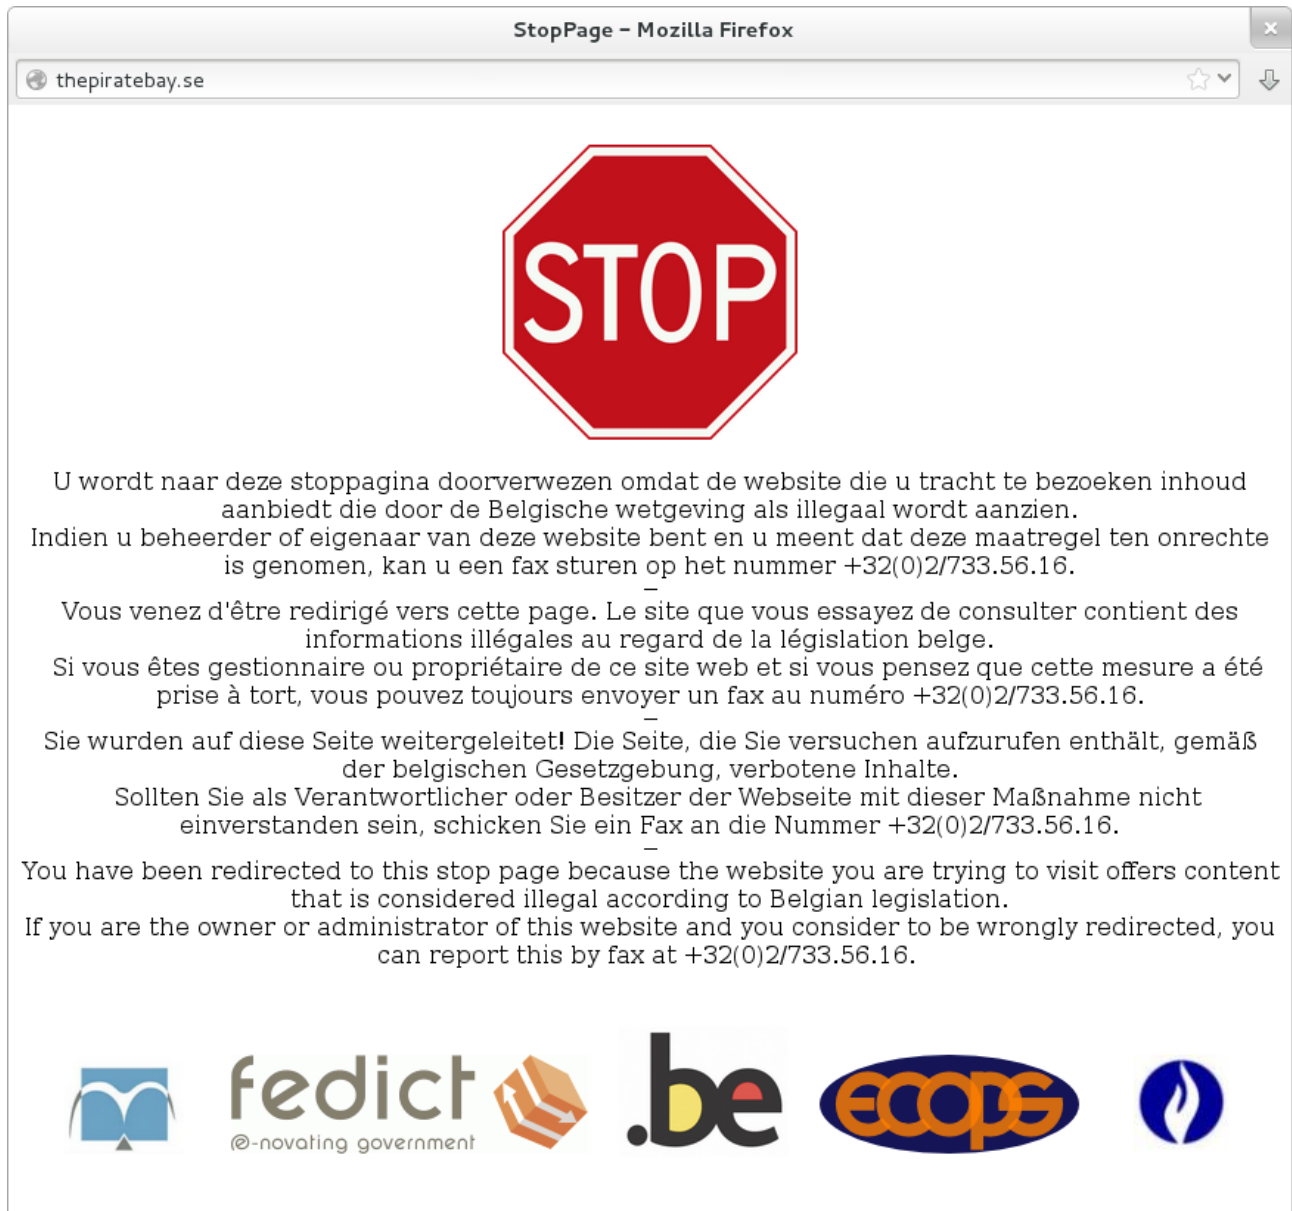 StopPage – Mozilla Firefox
thepiratebay.se
STOP
U wordt naar deze stoppagina doorverwezen omdat de website die u tracht te bezoeken inhoud
aanbiedt die door de Belgische wetgeving als illegaal wordt aanzien.
Indien u beheerder of eigenaar van deze website bent en u meent dat deze maatregel ten onrechte
is genomen, kan u een fax sturen op het nummer +32(0)2/733.56.16.
–
Vous venez d'être redirigé vers cette page. Le site que vous essayez de consulter contient des
informations illégales au regard de la législation belge.
Si vous êtes gestionnaire ou propriétaire de ce site web et si vous pensez que cette mesure a été
prise à tort, vous pouvez toujours envoyer un fax au numéro +32(0)2/733.56.16.
–
Sie wurden auf diese Seite weitergeleitet! Die Seite, die Sie versuchen aufzurufen enthält, gemäß
der belgischen Gesetzgebung, verbotene Inhalte.
Sollten Sie als Verantwortlicher oder Besitzer der Webseite mit dieser Maßnahme nicht
einverstanden sein, schicken Sie ein Fax an die Nummer +32(0)2/733.56.16.
–
You have been redirected to this stop page because the website you are trying to visit offers content
that is considered illegal according to Belgian legislation.
If you are the owner or administrator of this website and you consider to be wrongly redirected, you
can report this by fax at +32(0)2/733.56.16.
fedict
@-novating government
.be
ecops